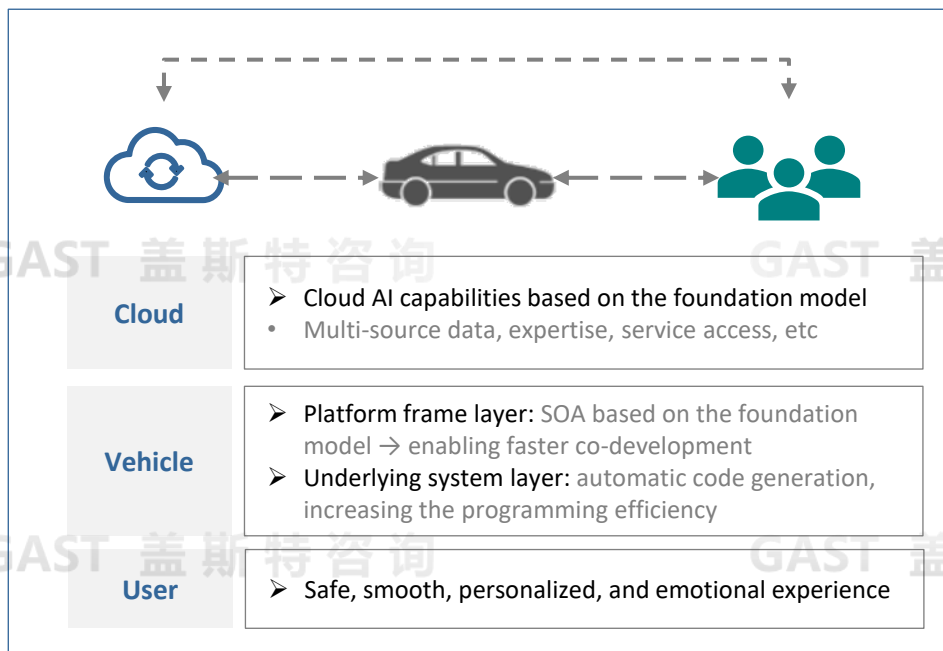 GAST 盖斯特咨询
GAST 盖
Cloud
➢ Cloud AI capabilities based on the foundation model
• Multi-source data, expertise, service access, etc
Vehicle
➢ Platform frame layer: SOA based on the foundation
model → enabling faster co-development
➢ Underlying system layer: automatic code generation,
increasing the programming efficiency
GAST 盖斯特咨询
GAST 盖
User
➢ Safe, smooth, personalized, and emotional experience